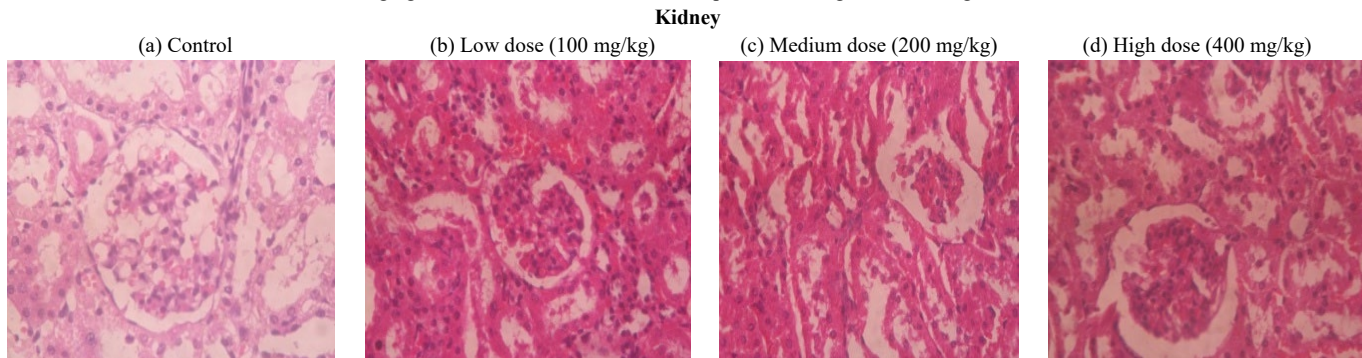 Kidney
(a) Control
(b) Low dose (100 mg/kg)
(c) Medium dose (200 mg/kg)
(d) High dose (400 mg/kg)